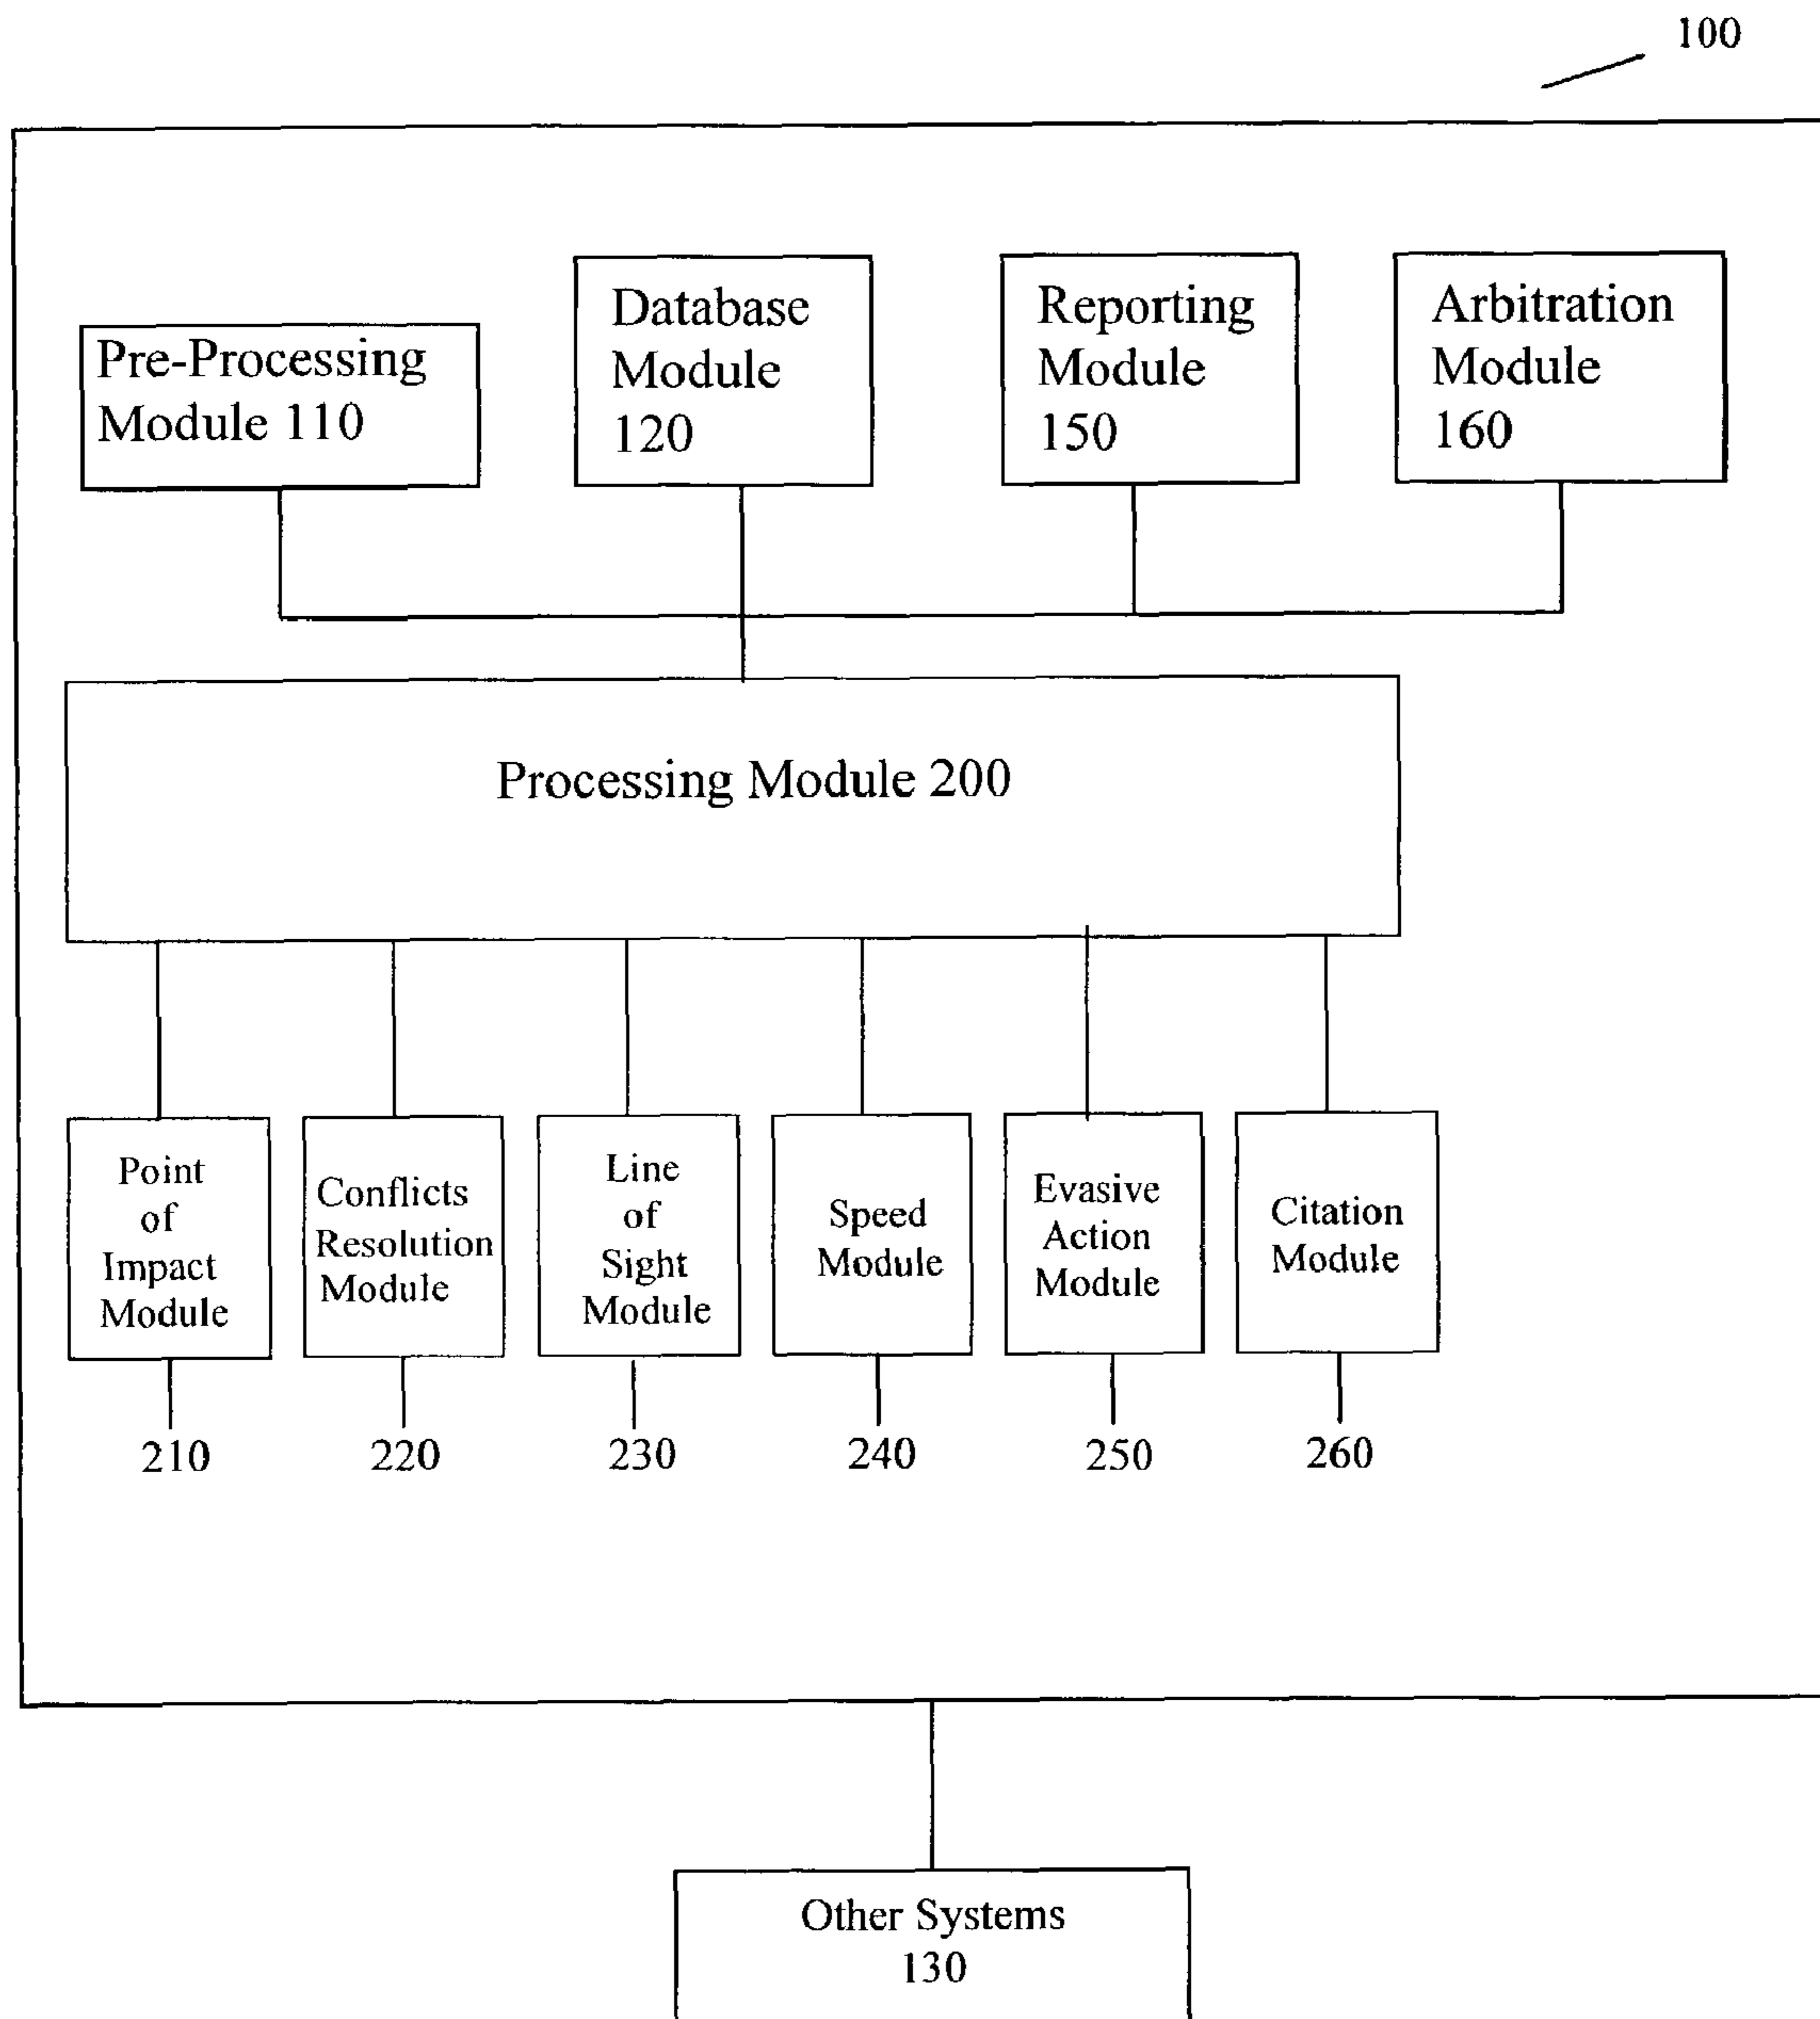 100
Pre-Processing
Module 110
Database
Module
120
Reporting
Module
150
Arbitration
Module
160
Processing Module 200
Point
of
Impact
Module
Conflicts
Resolution
Module
Line
of
Sight
Module
Speed
Module
Evasive
Action
Module
Citation
Module
210
220
230
240
250
260
Other Systems
130